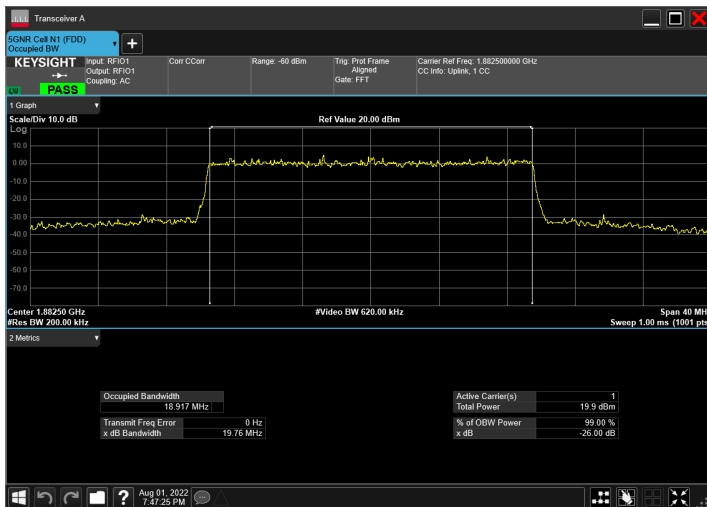 Transceiver A
5GNR Cell N1 (FDD)
Occupied BW
KEYSIGHT
PASS
Input: RFIO1
Output: RFIO1
Coupling: AC
Corr CCorr
Range: -60 dBm
Trig: Prot Frame
Aligned
Gate: FFT
Carrier Ref Freq: 1.882500000 GHz
CC Info: Uplink, 1 CC
1 Graph
Scale/Div 10.0 dB
Ref Value 20.00 dBm
Log
10.0
0.00
-10.0
-20.0
-30.0
-40.0
-50.0
-60.0
-70.0
Center 1.88250 GHz
#Video BW 620.00 kHz
Span 40 MH
#Res BW 200.00 kHz
Sweep 1.00 ms (1001 pts
2 Metrics
Occupied Bandwidth
18.917 MHz
Transmit Freq Error 0 Hz
x dB Bandwidth 19.76 MHz
Active Carrier(s) 1
Total Power 19.9 dBm
% of OBW Power 99.00 %
x dB -26.00 dB
?
Aug 01, 2022
7:47:25 PM